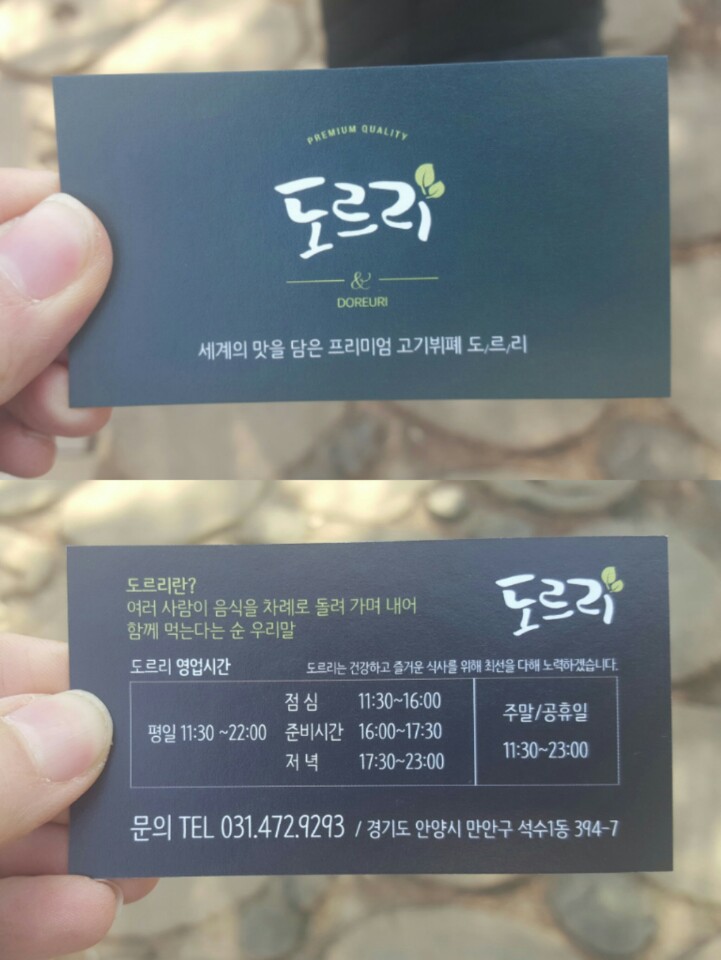 PREMIUM QUALITY
도르리
&
DOREURI
세계의 맛을 담은 프리미엄 고기뷔페 도/르/리
도르리란?
여러 사람이 음식을 차례로 돌려 가며 내어
함께 먹는다는 순 우리말
도르리
도르리 영업시간
도르리는 건강하고 즐거운 식사를 위해 최선을 다해 노력하겠습니다.
평일 11:30 ~22:00
점 심 11:30~16:00
준비시간 16:00~17:30
저 녁 17:30~23:00
주말/공휴일
11:30~23:00
문의 TEL 031.472.9293 / 경기도 안양시 만안구 석수1동 394-7